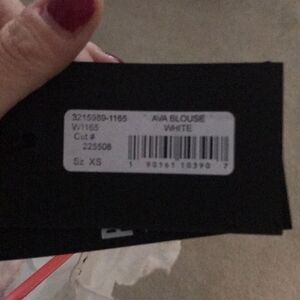 3215989-1165 AVA BLOUSE
W1165 WHITE
Cut #
225508
Sz XS
1 90161 10390 7